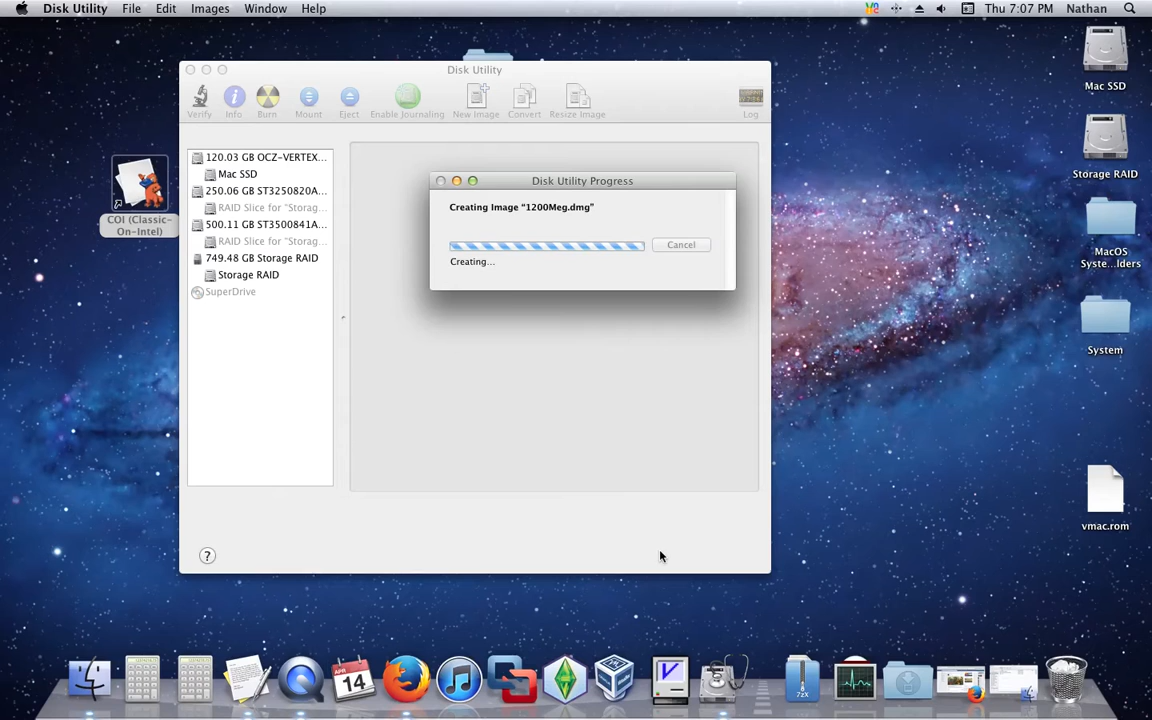 Disk Utility File Edit Images Window Help
Thu 7:07 PM Nathan
Disk Utility
Verify Info Burn Mount Eject Enable Journaling New Image Convert Resize Image Log
120.03 GB OCZ-VERTEX...
Mac SSD
250.06 GB ST3250820A...
RAID Slice for "Storag...
500.11 GB ST3500841A...
RAID Slice for "Storag...
749.48 GB Storage RAID
Storage RAID
SuperDrive
Disk Utility Progress
Creating Image “1200Meg.dmg”
Cancel
Creating...
?
COI (Classic-
On-Intel)
Mac SSD
Storage RAID
MacOS
Syste...lders
System
vmac.rom
APR
14
7zX